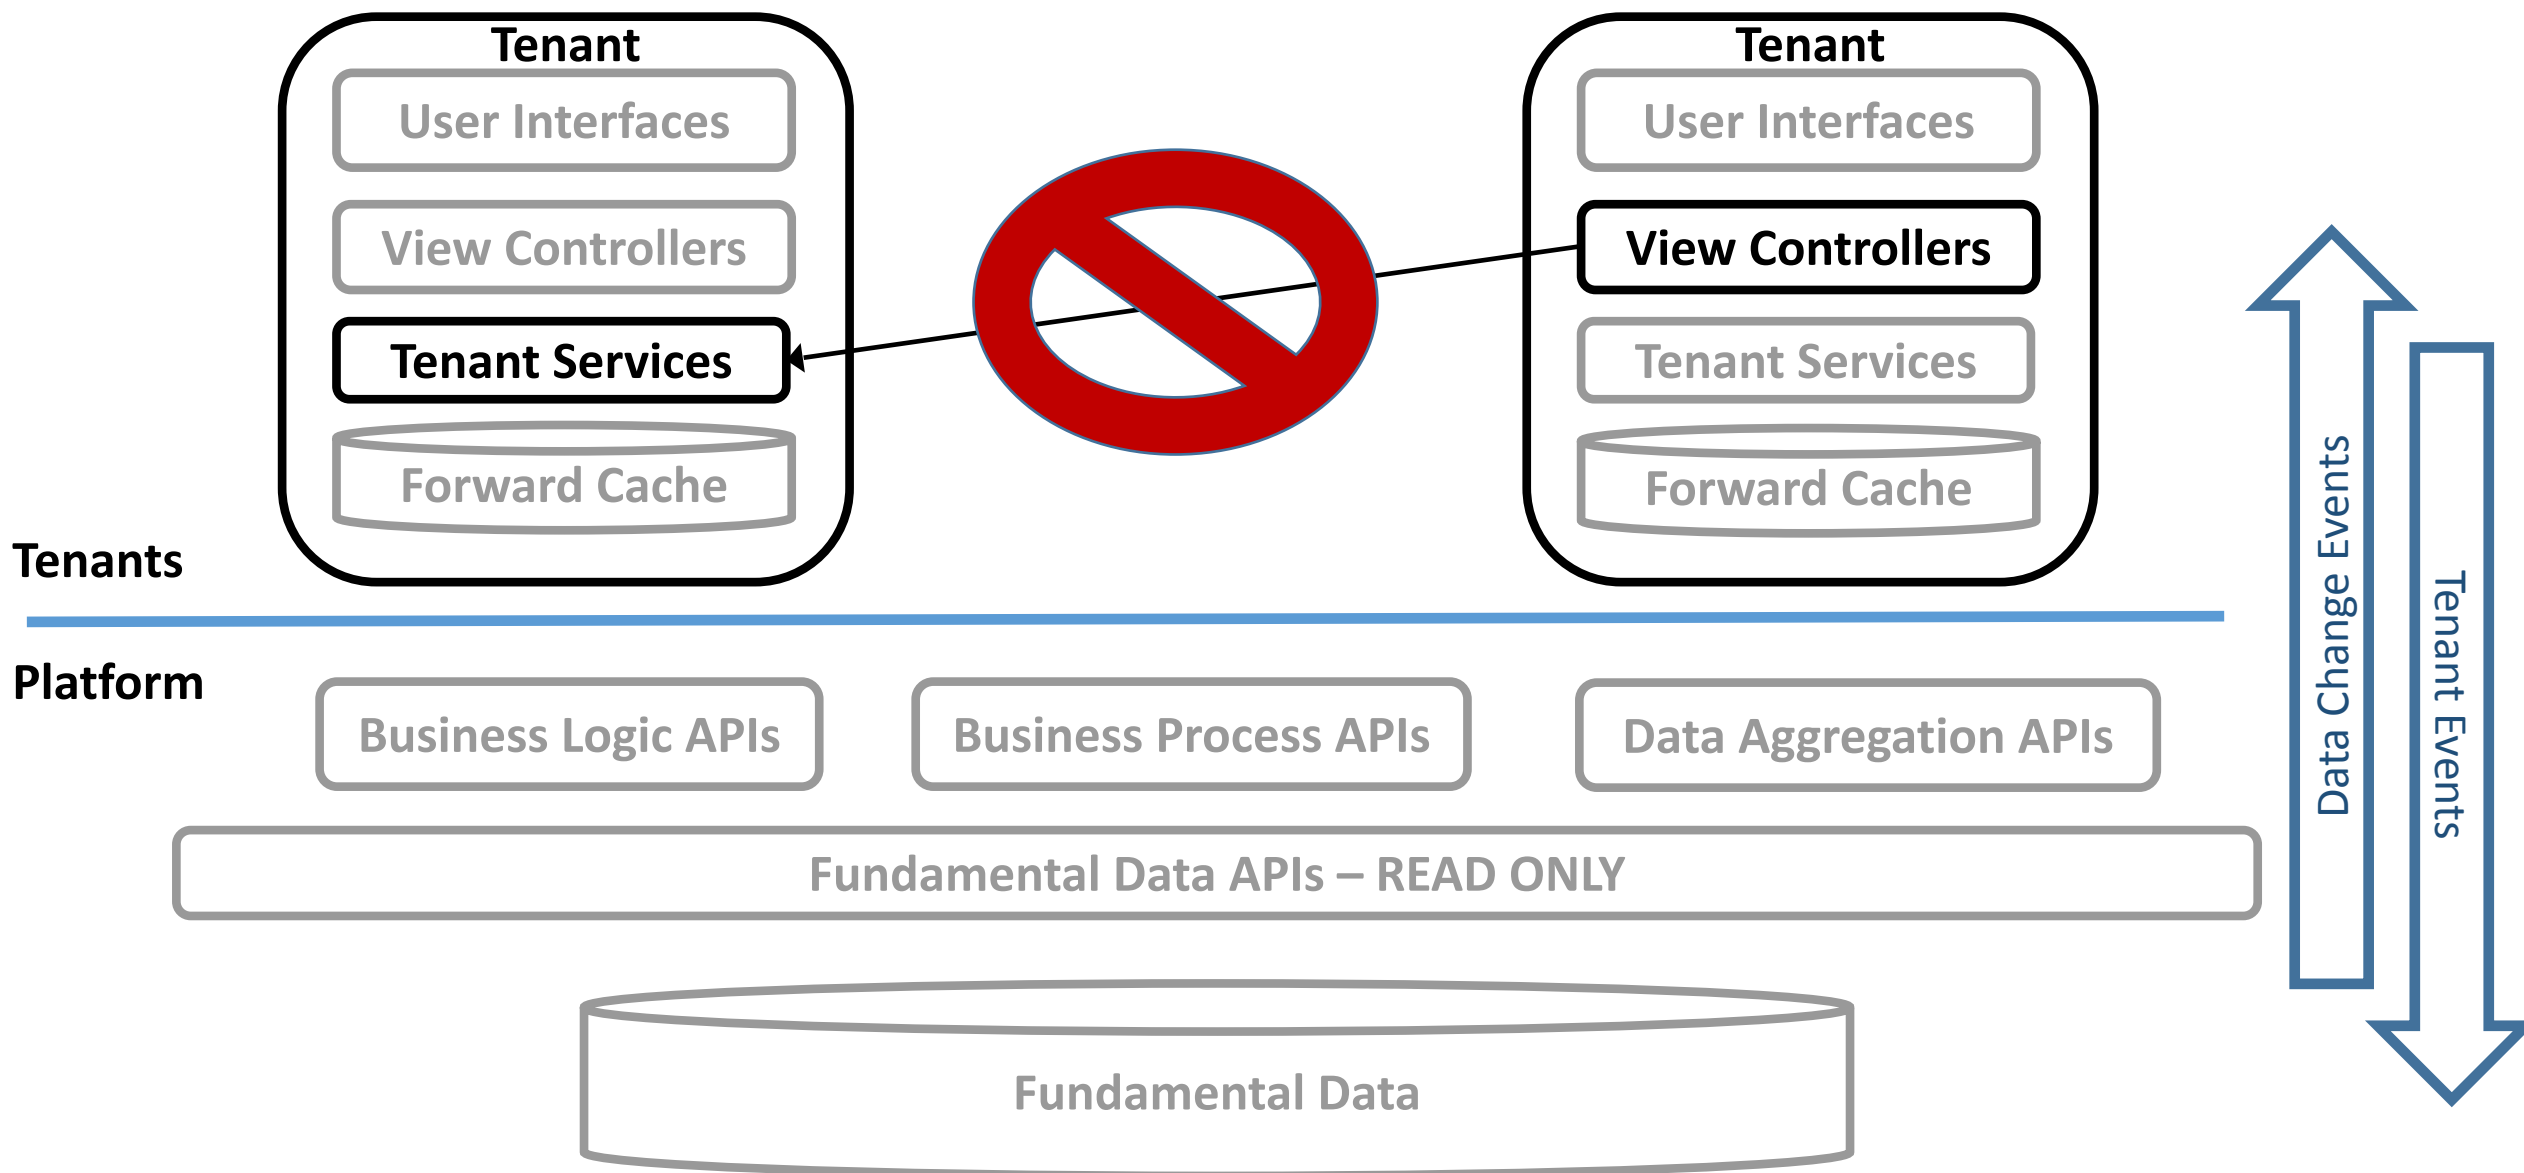 Tenant
User Interfaces
View Controllers
Tenant Services
Forward Cache
Tenant
User Interfaces
View Controllers
Tenant Services
Forward Cache
Tenants
Platform
Business Logic APIs
Business Process APIs
Data Aggregation APIs
Fundamental Data APIs – READ ONLY
Fundamental Data
Data Change Events
Tenant Events